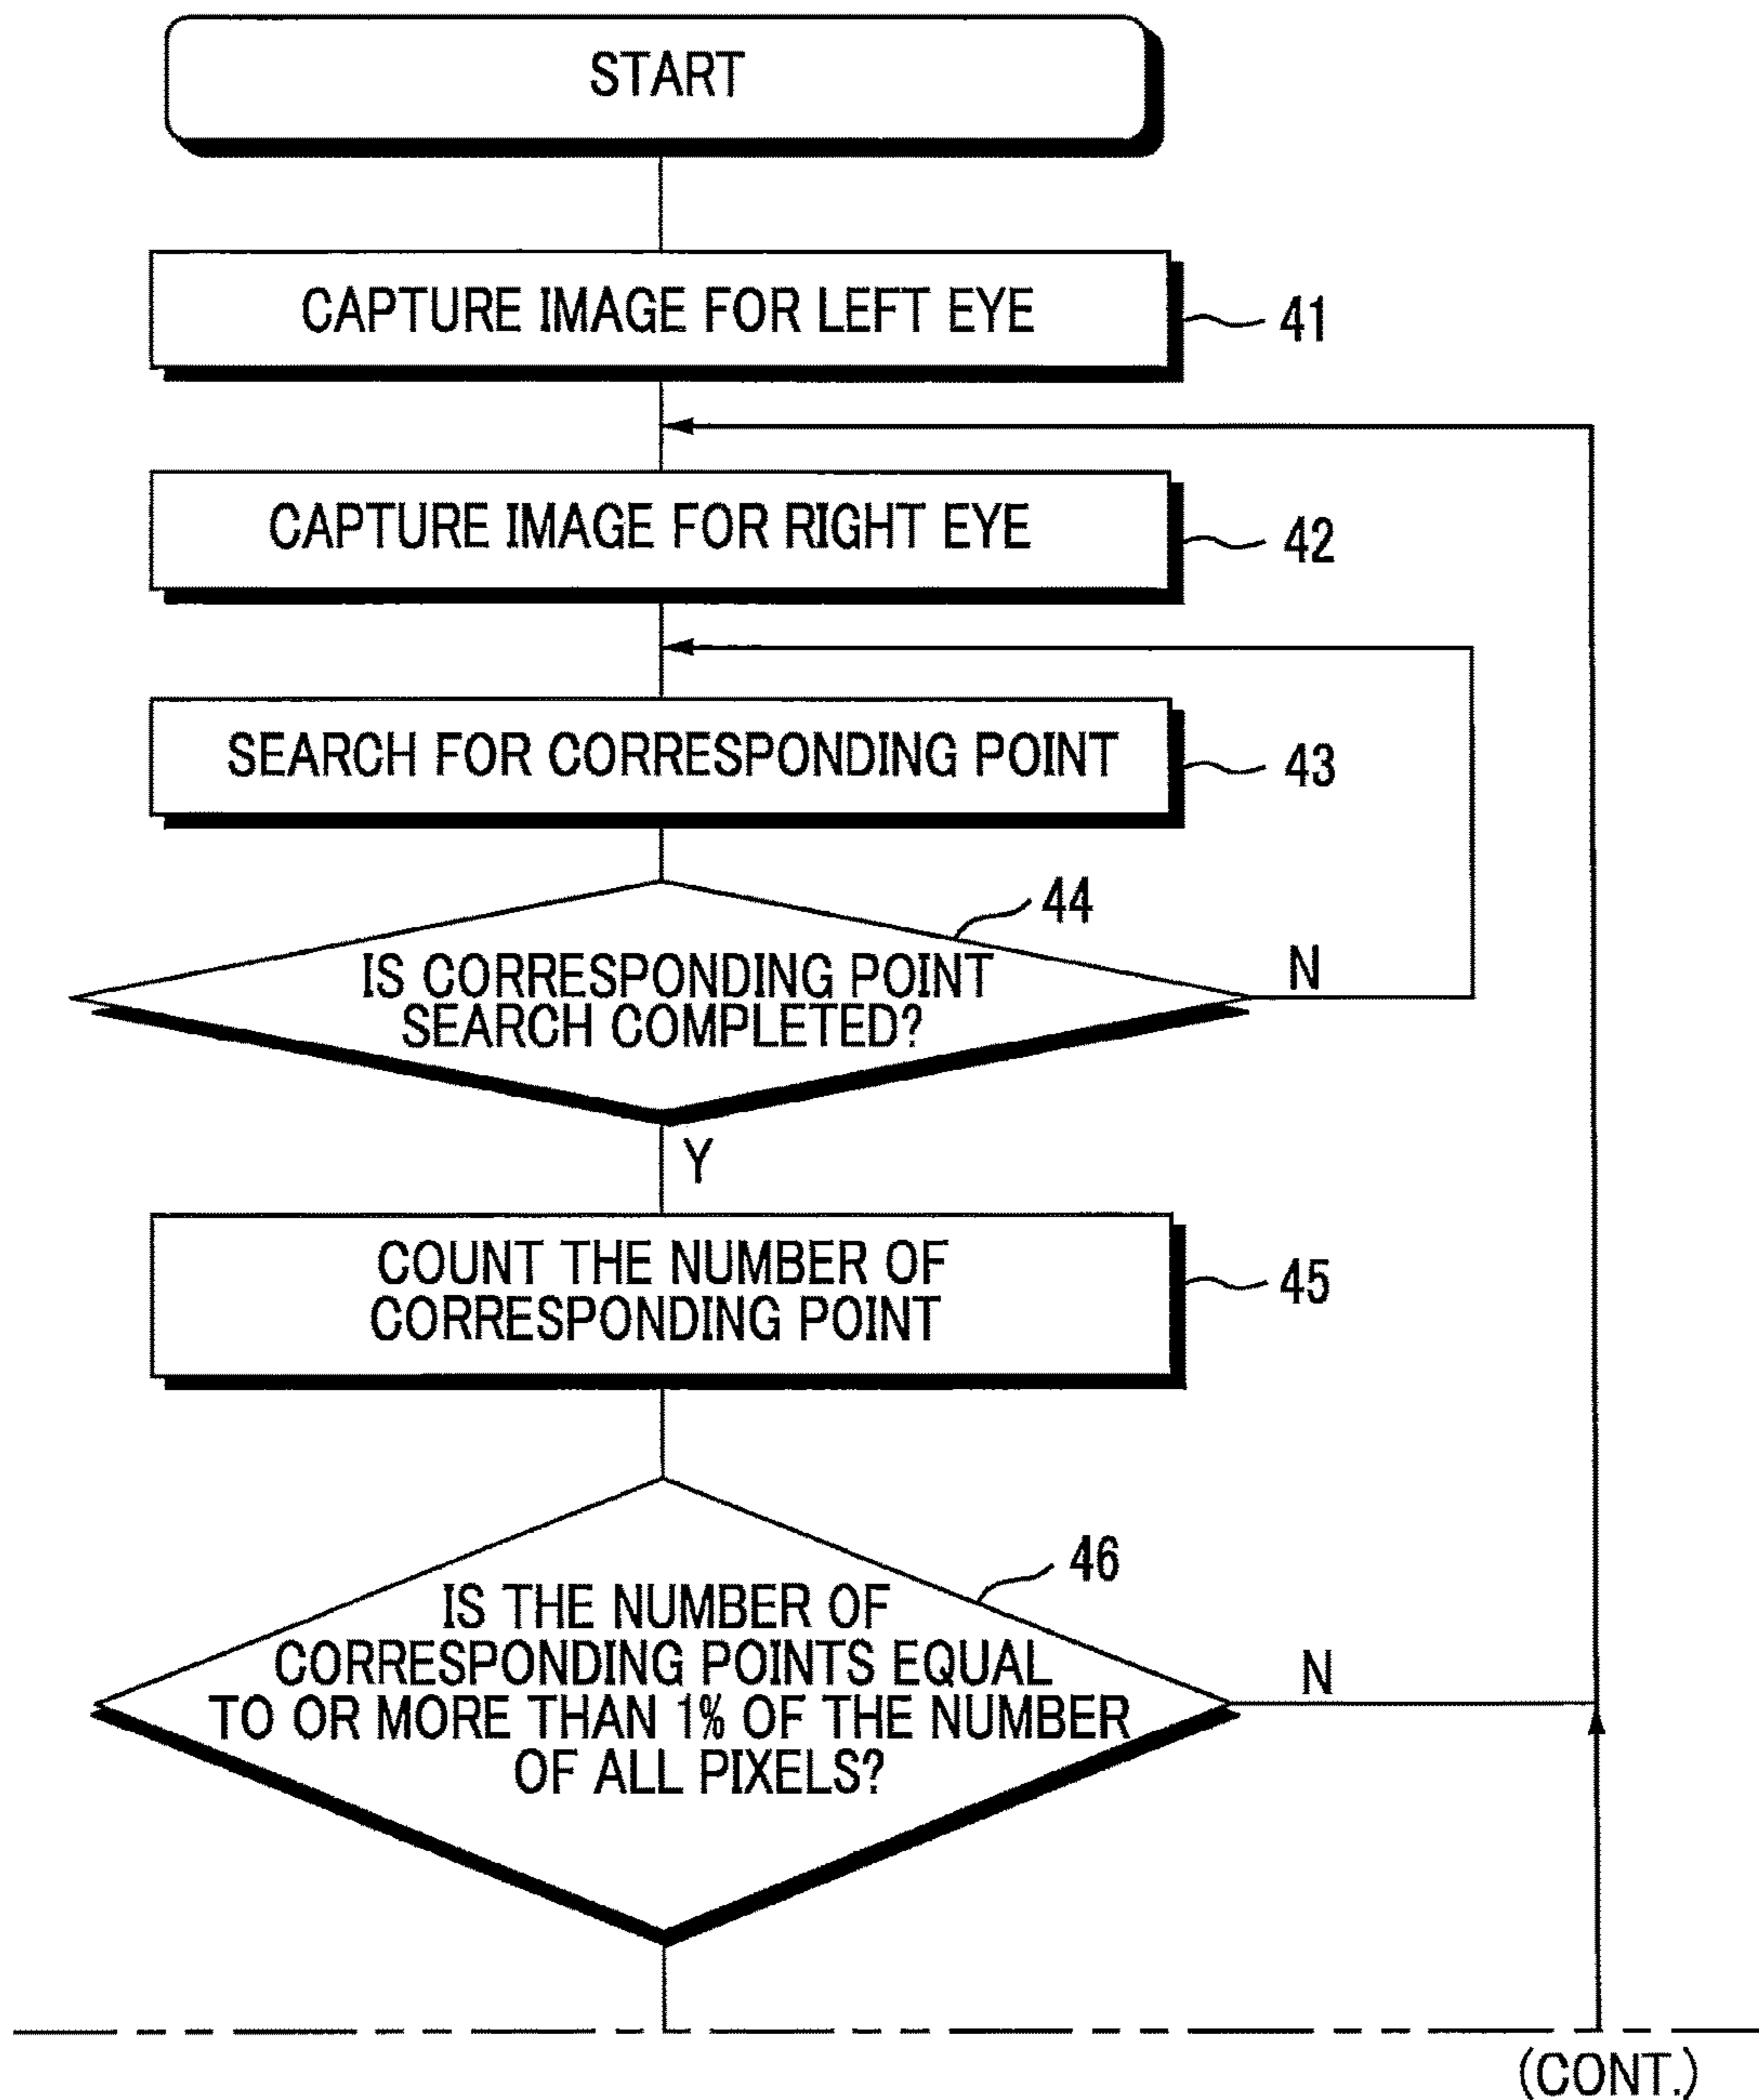 START
CAPTURE IMAGE FOR LEFT EYE
41
CAPTURE IMAGE FOR RIGHT EYE
42
SEARCH FOR CORRESPONDING POINT
43
44
IS CORRESPONDING POINT
SEARCH COMPLETED?
N
Y
COUNT THE NUMBER OF
CORRESPONDING POINT
45
46
IS THE NUMBER OF
CORRESPONDING POINTS EQUAL
TO OR MORE THAN 1% OF THE NUMBER
OF ALL PIXELS?
N
(CONT.)